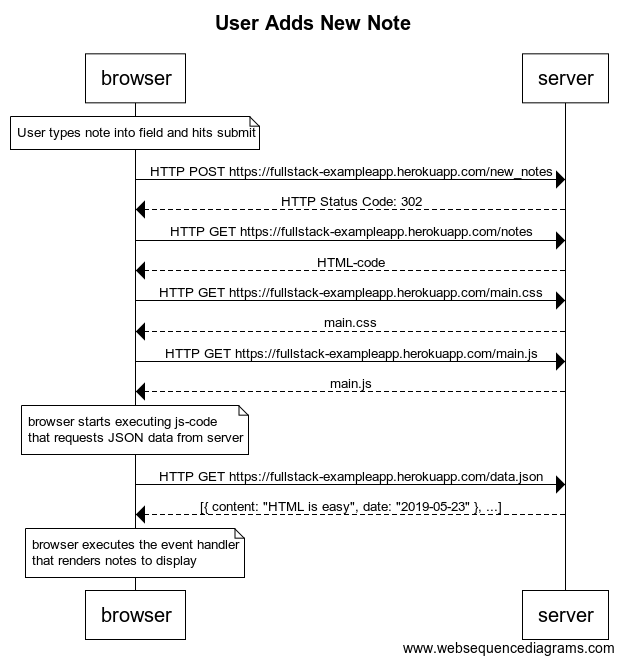 User Adds New Note
browser
server
User types note into field and hits submit
HTTP POST https://fullstack-exampleapp.herokuapp.com/new_notes
HTTP Status Code: 302
HTTP GET https://fullstack-exampleapp.herokuapp.com/notes
HTML-code
HTTP GET https://fullstack-exampleapp.herokuapp.com/main.css
main.css
HTTP GET https://fullstack-exampleapp.herokuapp.com/main.js
main.js
browser starts executing js-code
that requests JSON data from server
HTTP GET https://fullstack-exampleapp.herokuapp.com/data.json
[{ content: "HTML is easy", date: "2019-05-23" }, ...]
browser executes the event handler
that renders notes to display
browser
server
www.websequencediagrams.com